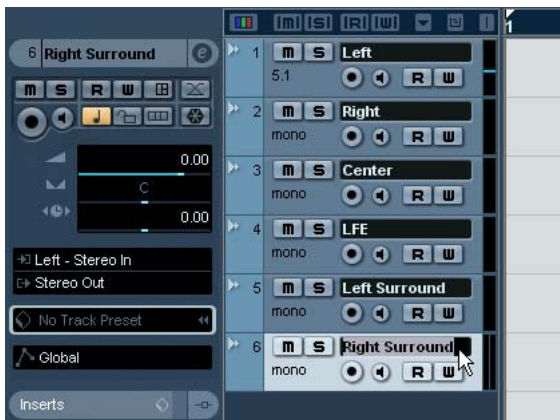 6 Right Surround e
m S R W
0.00
C
0.00
Left - Stereo In
Stereo Out
No Track Preset
Global
Inserts
m S R W
1
1 m S Left
5.1 R W
2 m S Right
mono R W
3 m S Center
mono R W
4 m S LFE
mono R W
5 m S Left Surround
mono R W
6 m S Right Surround
mono R W